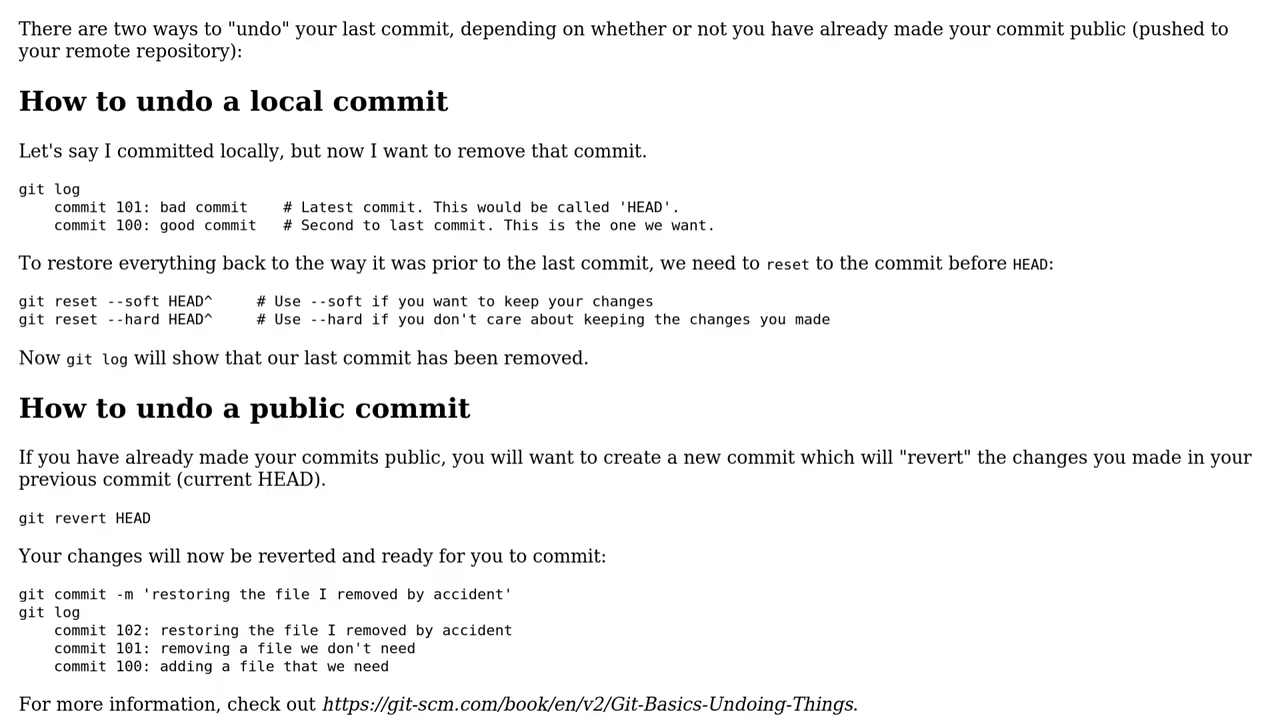 There are two ways to "undo" your last commit, depending on whether or not you have already made your commit public (pushed to
your remote repository):
How to undo a local commit
Let's say I committed locally, but now I want to remove that commit.
git log
    commit 101: bad commit    # Latest commit. This would be called 'HEAD'.
    commit 100: good commit   # Second to last commit. This is the one we want.
To restore everything back to the way it was prior to the last commit, we need to reset to the commit before HEAD:
git reset --soft HEAD^     # Use --soft if you want to keep your changes
git reset --hard HEAD^     # Use --hard if you don't care about keeping the changes you made
Now git log will show that our last commit has been removed.
How to undo a public commit
If you have already made your commits public, you will want to create a new commit which will "revert" the changes you made in your
previous commit (current HEAD).
git revert HEAD
Your changes will now be reverted and ready for you to commit:
git commit -m 'restoring the file I removed by accident'
git log
    commit 102: restoring the file I removed by accident
    commit 101: removing a file we don't need
    commit 100: adding a file that we need
For more information, check out https://git-scm.com/book/en/v2/Git-Basics-Undoing-Things.